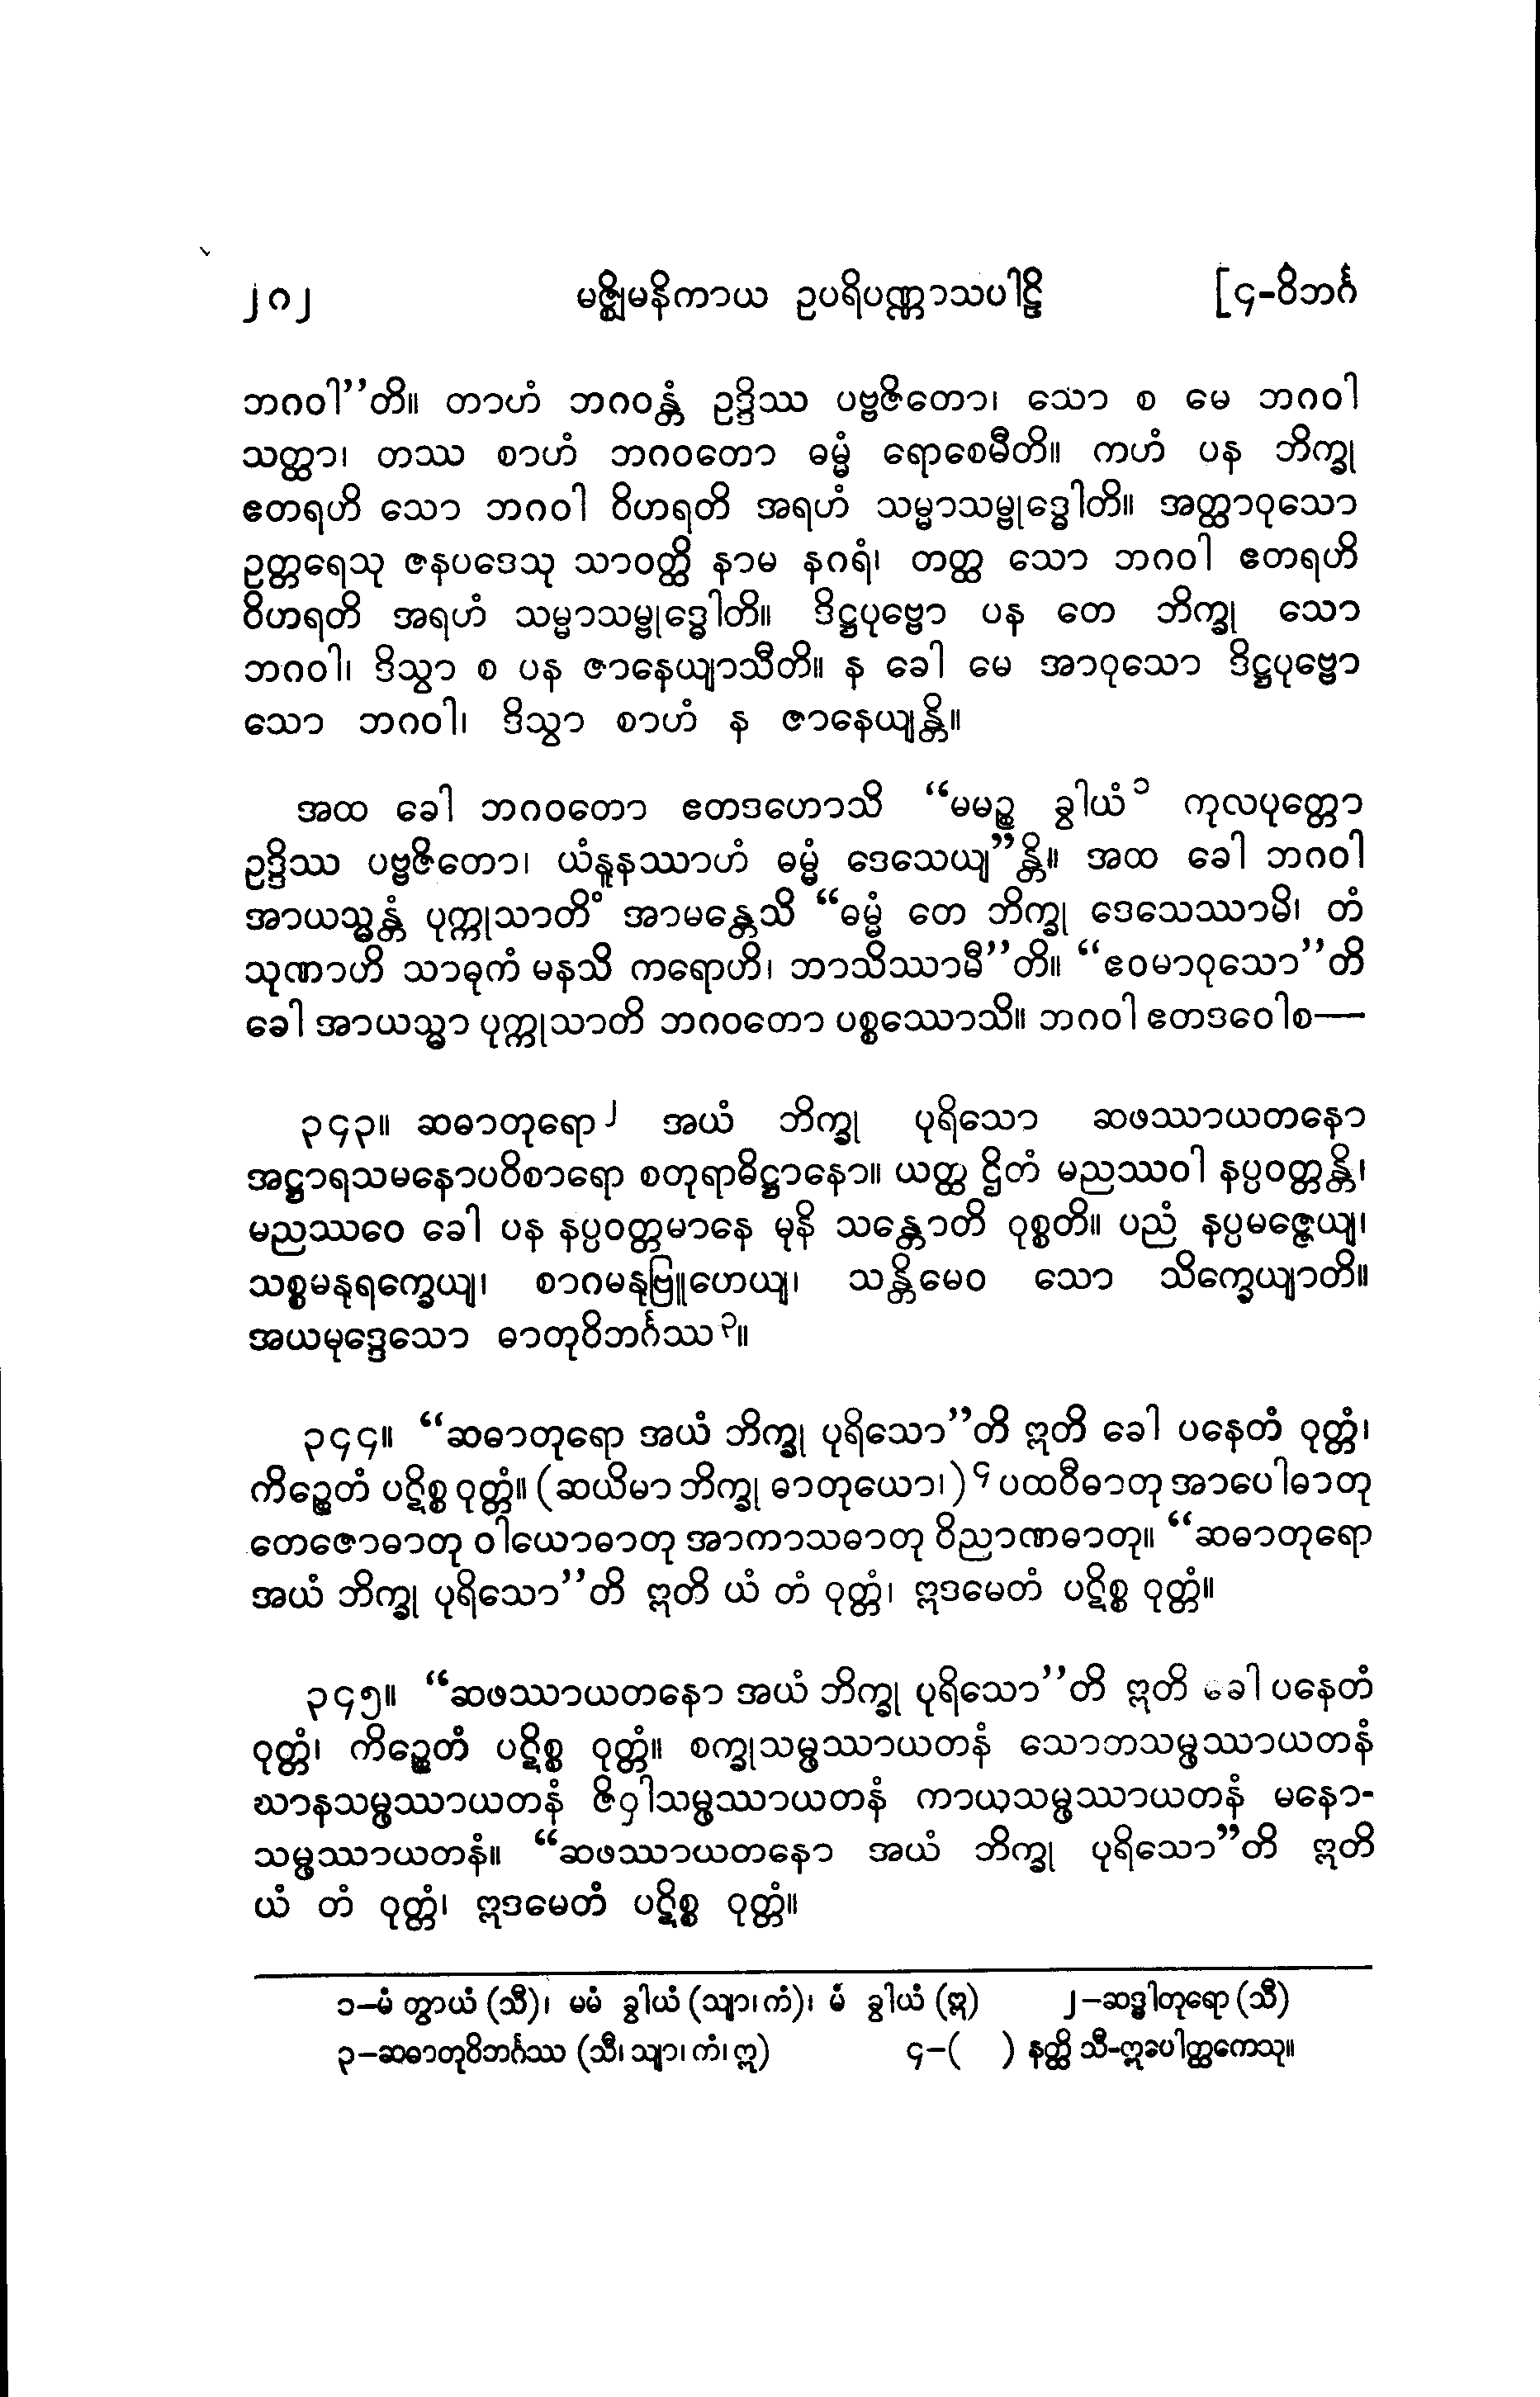 ၂၈၂ မဇ္ဈိမနိကာယ ဥပရိပဏ္ဏာသပါဠိ [၄-ဝိဘင်္ဂ
ဘဂဝါ’’တိ။ တာဟံ ဘဂဝန္တံ ဥဒ္ဒိဿ ပဗ္ဗဇိတော၊ သော စ မေ ဘဂဝါ
သတ္ထာ၊ တဿ စာဟံ ဘဂဝတော ဓမ္မံ ရောစေမီတိ။ ကဟံ ပန ဘိက္ခု
ဧတရဟိ သော ဘဂဝါ ဝိဟရတိ အရဟံ သမ္မာသမ္ဗုဒ္ဓေါတိ။ အတ္ထာဝုသော
ဥတ္တရေသု ဇနပဒေသု သာဝတ္ထိ နာမ နဂရံ၊ တတ္ထ သော ဘဂဝါ ဧတရဟိ
ဝိဟရတိ အရဟံ သမ္မာသမ္ဗုဒ္ဓေါတိ။ ဒိဋ္ဌပုဗ္ဗော ပန တေ ဘိက္ခု သော
ဘဂဝါ၊ ဒိသွာ စ ပန ဇာနေယျာသီတိ။ န ခေါ မေ အာဝုသော ဒိဋ္ဌပုဗ္ဗော
သော ဘဂဝါ၊ ဒိသွာ စာဟံ န ဇာနေယျန္တိ။
အထ ခေါ ဘဂဝတော ဧတဒဟောသိ “မမဉ္စ ခွါယံ၁ ကုလပုတ္တော
ဥဒ္ဒိဿ ပဗ္ဗဇိတော၊ ယံနူနဿာဟံ ဓမ္မံ ဒေသေယျ”န္တိ။ အထ ခေါ ဘဂဝါ
အာယသ္မန္တံ ပုက္ကုသာတိံ အာမန္တေသိ “ဓမ္မံ တေ ဘိက္ခု ဒေသေဿာမိ၊ တံ
သုဏာဟိ သာဓုကံ မနသိ ကရောဟိ၊ ဘာသိဿာမီ’’တိ။ “ဧဝမာဝုသော’’တိ
ခေါ အာယသ္မာ ပုက္ကုသာတိ ဘဂဝတော ပစ္စဿောသိ။ ဘဂဝါ ဧတဒဝေါစ—
၃၄၃။ ဆဓာတုရော၂ အယံ ဘိက္ခု ပုရိသော ဆဖဿာယတနော
အဋ္ဌာရသမနောပဝိစာရော စတုရာဓိဋ္ဌာနော။ ယတ္ထ ဌိတံ မညဿဝါ နပ္ပဝတ္တန္တိ၊
မညဿဝေ ခေါ ပန နပ္ပဝတ္တမာနေ မုနိ သန္တောတိ ဝုစ္စတိ။ ပညံ နပ္ပမဇ္ဇေယျ၊
သစ္စမနုရက္ခေယျ၊ စာဂမနုဗြူဟေယျ၊ သန္တိမေဝ သော သိက္ခေယျာတိ။
အယမုဒ္ဒေသော ဓာတုဝိဘင်္ဂဿ၃။
၃၄၄။ “ဆဓာတုရော အယံ ဘိက္ခု ပုရိသော’’တိ ဣတိ ခေါ ပနေတံ ဝုတ္တံ၊
ကိဉ္စေတံ ပဋိစ္စ ဝုတ္တံ။ (ဆယိမာ ဘိက္ခု ဓာတုယော၊)၄ ပထဝီဓာတု အာပေါဓာတု
တေဇောဓာတု ဝါယောဓာတု အာကာသဓာတု ဝိညာဏဓာတု။ “ဆဓာတုရော
အယံ ဘိက္ခု ပုရိသော’’တိ ဣတိ ယံ တံ ဝုတ္တံ၊ ဣဒမေတံ ပဋိစ္စ ဝုတ္တံ။
၃၄၅။ “ဆဖဿာယတနော အယံ ဘိက္ခု ပုရိသော’’တိ ဣတိ ခေါ ပနေတံ
ဝုတ္တံ၊ ကိဉ္စေတံ ပဋိစ္စ ဝုတ္တံ။ စက္ခုသမ္ဖဿာယတနံ သောတသမ္ဖဿာယတနံ
ဃာနသမ္ဖဿာယတနံ ဇိဝှါသမ္ဖဿာယတနံ ကာယသမ္ဖဿာယတနံ မနော-
သမ္ဖဿာယတနံ။ “ဆဖဿာယတနော အယံ ဘိက္ခု ပုရိသော”တိ ဣတိ
ယံ တံ ဝုတ္တံ၊ ဣဒမေတံ ပဋိစ္စ ဝုတ္တံ။
၁–မံ တွာယံ (သီ)၊ မမံ ခွါယံ (သျာ၊ကံ)၊ မံ ခွါယံ (ဣ) ၂–ဆဒ္ဓါတုရော (သီ)
၃–ဆဓာတုဝိဘင်္ဂဿ (သီ၊ သျာ၊ ကံ၊ ဣ) ၄–( ) နတ္ထိ သီ-ဣပေါတ္ထကေသု။